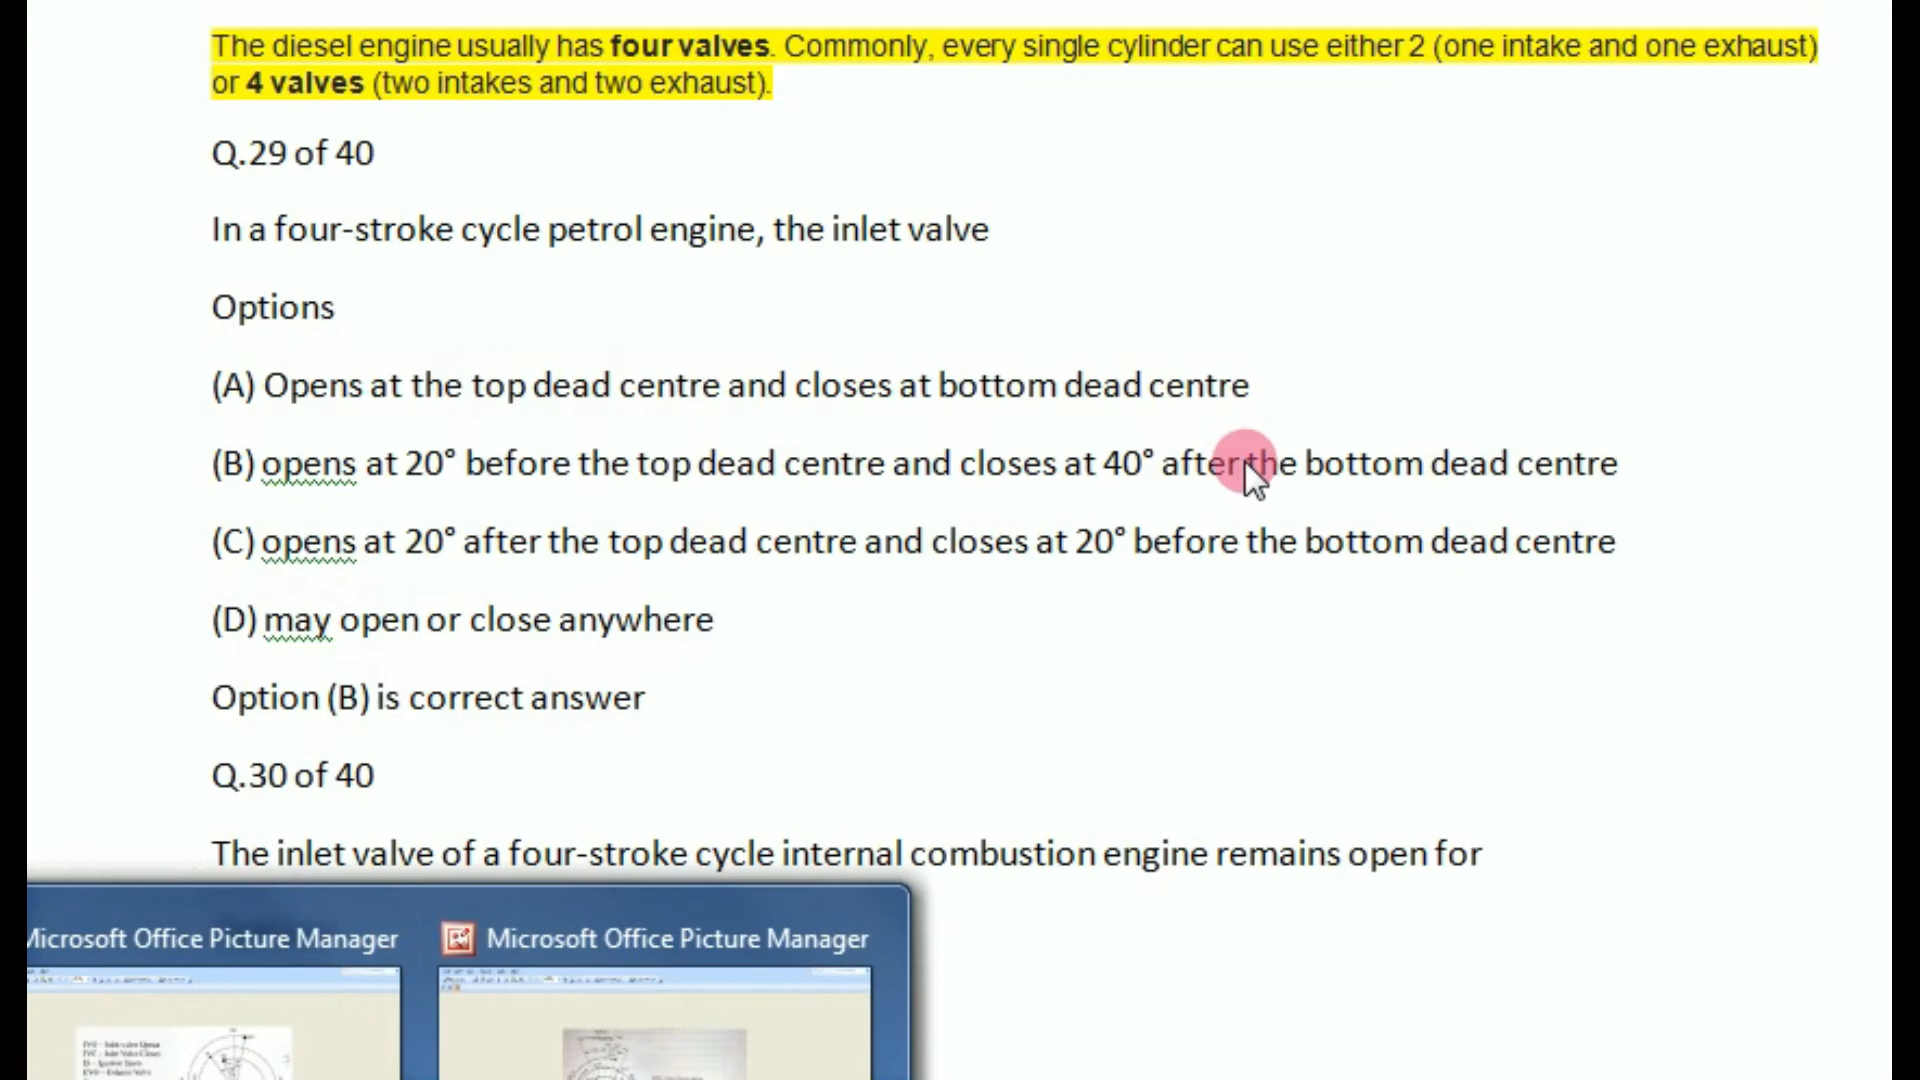 The diesel engine usually has four valves. Commonly, every single cylinder can use either 2 (one intake and one exhaust)
or 4 valves (two intakes and two exhaust).
Q.29 of 40
In a four-stroke cycle petrol engine, the inlet valve
Options
(A) Opens at the top dead centre and closes at bottom dead centre
(B) opens at 20° before the top dead centre and closes at 40° after the bottom dead centre
(C) opens at 20° after the top dead centre and closes at 20° before the bottom dead centre
(D) may open or close anywhere
Option (B) is correct answer
Q.30 of 40
The inlet valve of a four-stroke cycle internal combustion engine remains open for
Microsoft Office Picture Manager
Microsoft Office Picture Manager